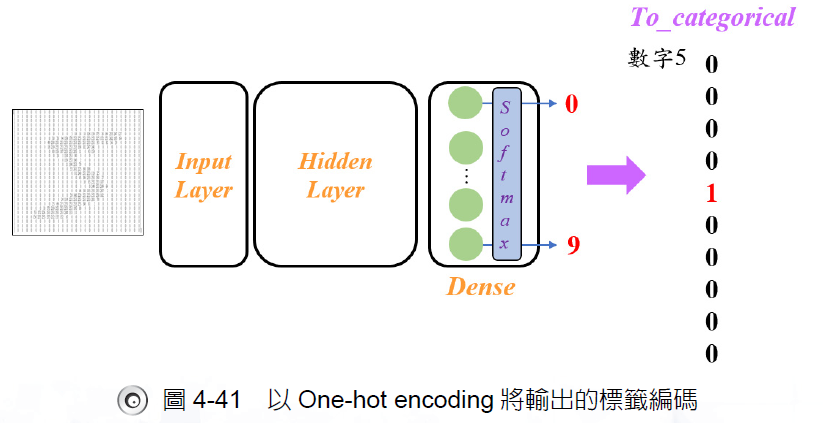 To_categorical
數字5
0
0
0
0
1
0
0
0
0
0
Input
Layer
Hidden
Layer
S
o
f
t
m
a
x
0
⋮
9
Dense
圖 4-41 以 One-hot encoding 將輸出的標籤編碼